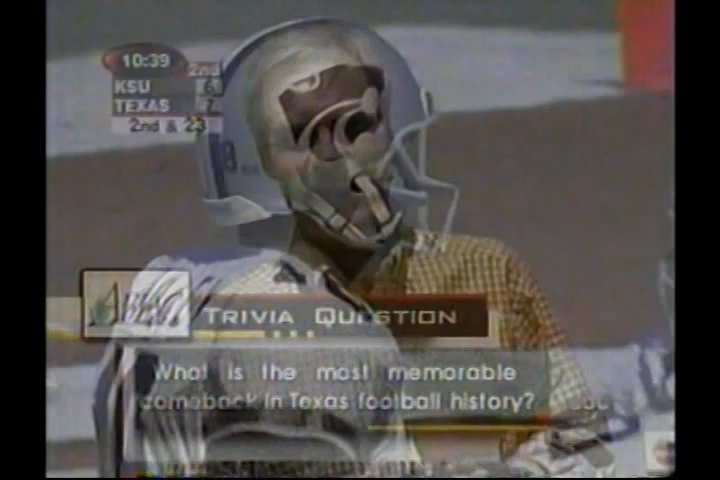 10:39
2nd
KSU 6
TEXAS 7
2nd & 23
TRIVIA QUESTION
What is the most memorable
comeback in Texas football history?